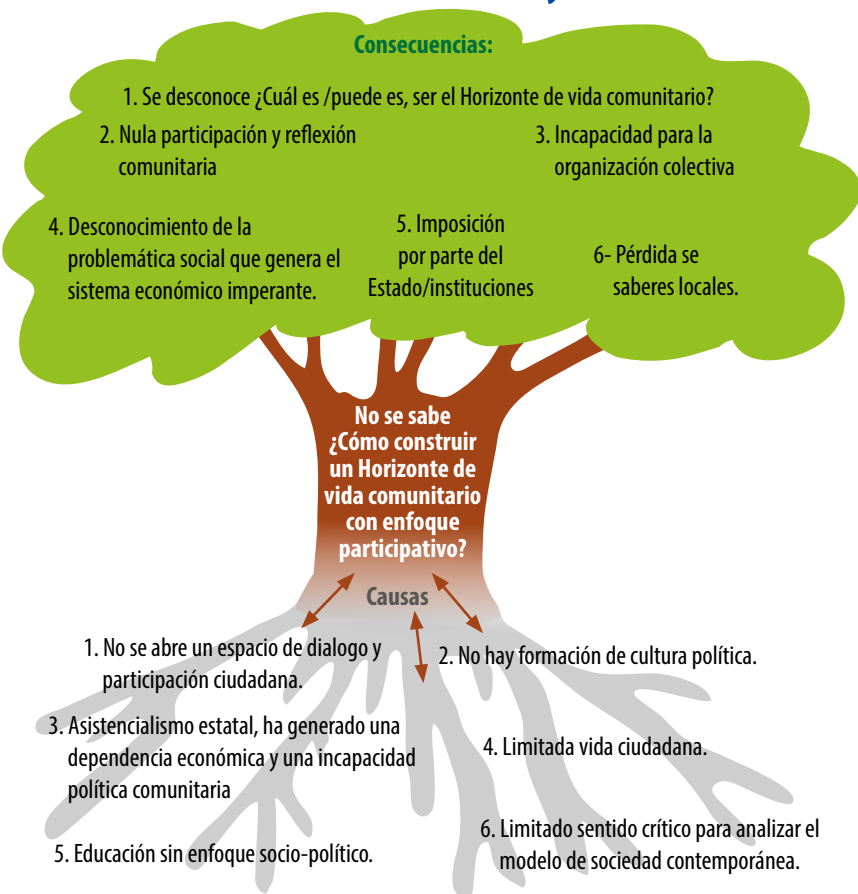 Consecuencias:
1. Se desconoce ¿Cuál es /puede es, ser el Horizonte de vida comunitario?
2. Nula participación y reflexión
comunitaria
3. Incapacidad para la
organización colectiva
4. Desconocimiento de la
problemática social que genera el
sistema económico imperante.
5. Imposición
por parte del
Estado/instituciones
6- Pérdida se
saberes locales.
No se sabe
¿Cómo construir
un Horizonte de
vida comunitario
con enfoque
participativo?
Causas
1. No se abre un espacio de dialogo y
participación ciudadana.
2. No hay formación de cultura política.
3. Asistencialismo estatal, ha generado una
dependencia económica y una incapacidad
política comunitaria
4. Limitada vida ciudadana.
5. Educación sin enfoque socio-político.
6. Limitado sentido crítico para analizar el
modelo de sociedad contemporánea.